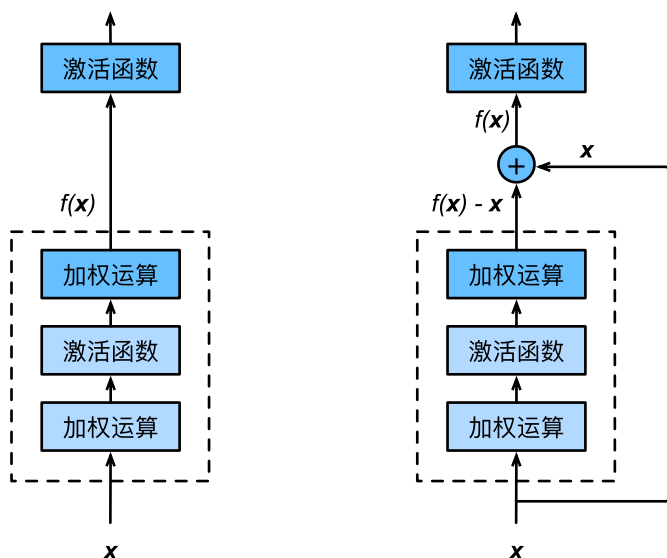 激活函数
f(x)
加权运算
激活函数
加权运算
x
激活函数
f(x)
+
x
f(x) - x
加权运算
激活函数
加权运算
x